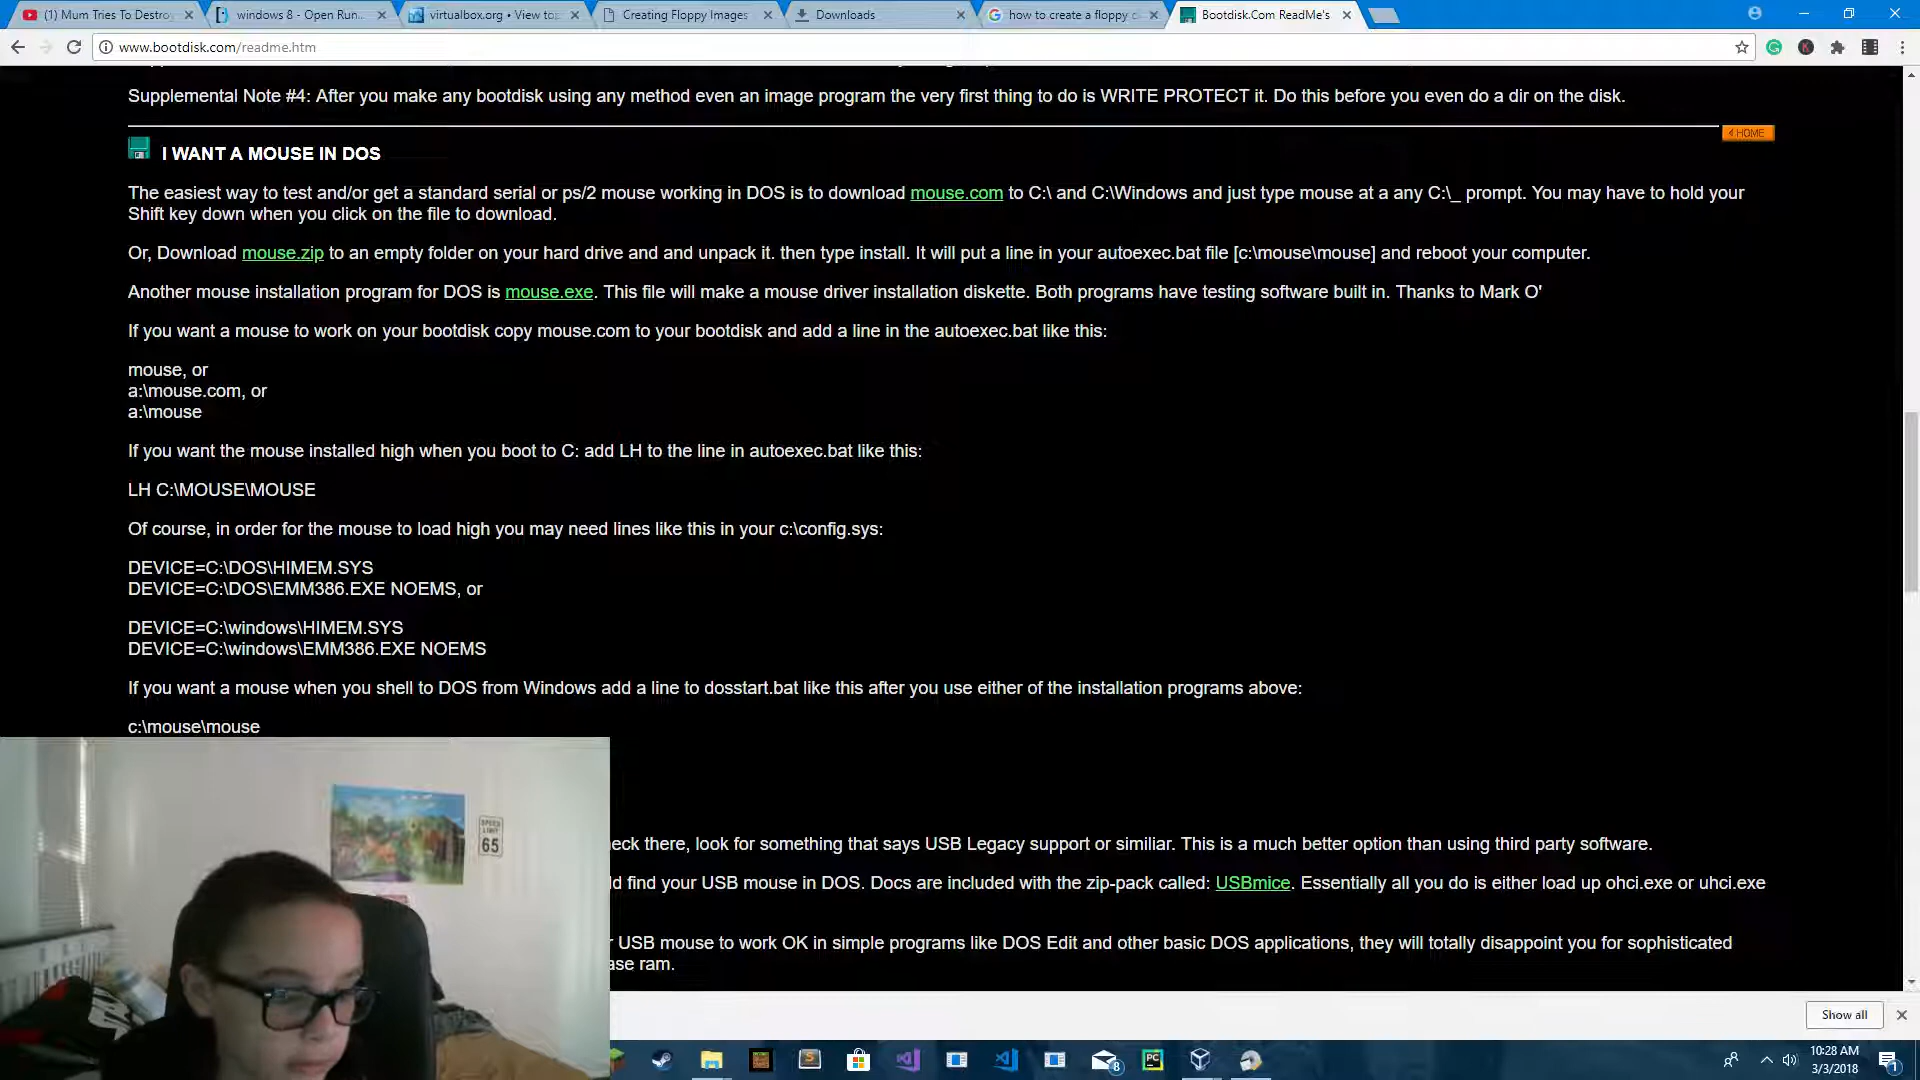 (1) Mum Tries To Destro
windows 8 - Open Run...
virtualbox.org • View to
Creating Floppy Images
Downloads
how to create a floppy
Bootdisk.Com ReadMe's
www.bootdisk.com/readme.htm
Supplemental Note #4: After you make any bootdisk using any method even an image program the very first thing to do is WRITE PROTECT it. Do this before you even do a dir on the disk.
HOME
I WANT A MOUSE IN DOS
The easiest way to test and/or get a standard serial or ps/2 mouse working in DOS is to download mouse.com to C:\ and C:\Windows and just type mouse at a any C:\_ prompt. You may have to hold your
Shift key down when you click on the file to download.
Or, Download mouse.zip to an empty folder on your hard drive and and unpack it. then type install. It will put a line in your autoexec.bat file [c:\mouse\mouse] and reboot your computer.
Another mouse installation program for DOS is mouse.exe. This file will make a mouse driver installation diskette. Both programs have testing software built in. Thanks to Mark O'
If you want a mouse to work on your bootdisk copy mouse.com to your bootdisk and add a line in the autoexec.bat like this:
mouse, or
a:\mouse.com, or
a:\mouse
If you want the mouse installed high when you boot to C: add LH to the line in autoexec.bat like this:
LH C:\MOUSE\MOUSE
Of course, in order for the mouse to load high you may need lines like this in your c:\config.sys:
DEVICE=C:\DOS\HIMEM.SYS
DEVICE=C:\DOS\EMM386.EXE NOEMS, or
DEVICE=C:\windows\HIMEM.SYS
DEVICE=C:\windows\EMM386.EXE NOEMS
If you want a mouse when you shell to DOS from Windows add a line to dosstart.bat like this after you use either of the installation programs above:
c:\mouse\mouse
eck there, look for something that says USB Legacy support or similiar. This is a much better option than using third party software.
d find your USB mouse in DOS. Docs are included with the zip-pack called: USBmice. Essentially all you do is either load up ohci.exe or uhci.exe
r USB mouse to work OK in simple programs like DOS Edit and other basic DOS applications, they will totally disappoint you for sophisticated
ase ram.
SPEED
LIMIT
65
Show all
8
PC
10:28 AM
3/3/2018
1